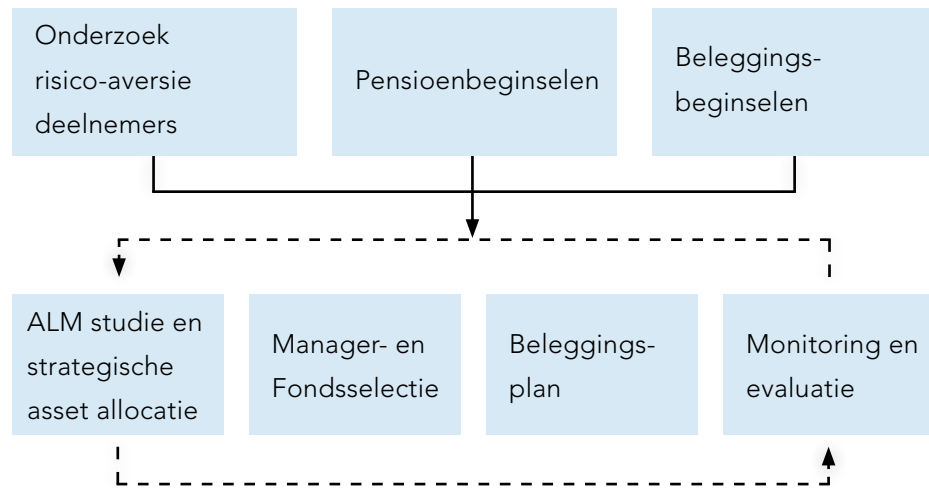 Onderzoek
risico-aversie
deelnemers
Pensioenbeginselen
Beleggings-
beginselen
ALM studie en
strategische
asset allocatie
Manager- en
Fondsselectie
Beleggings-
plan
Monitoring en
evaluatie